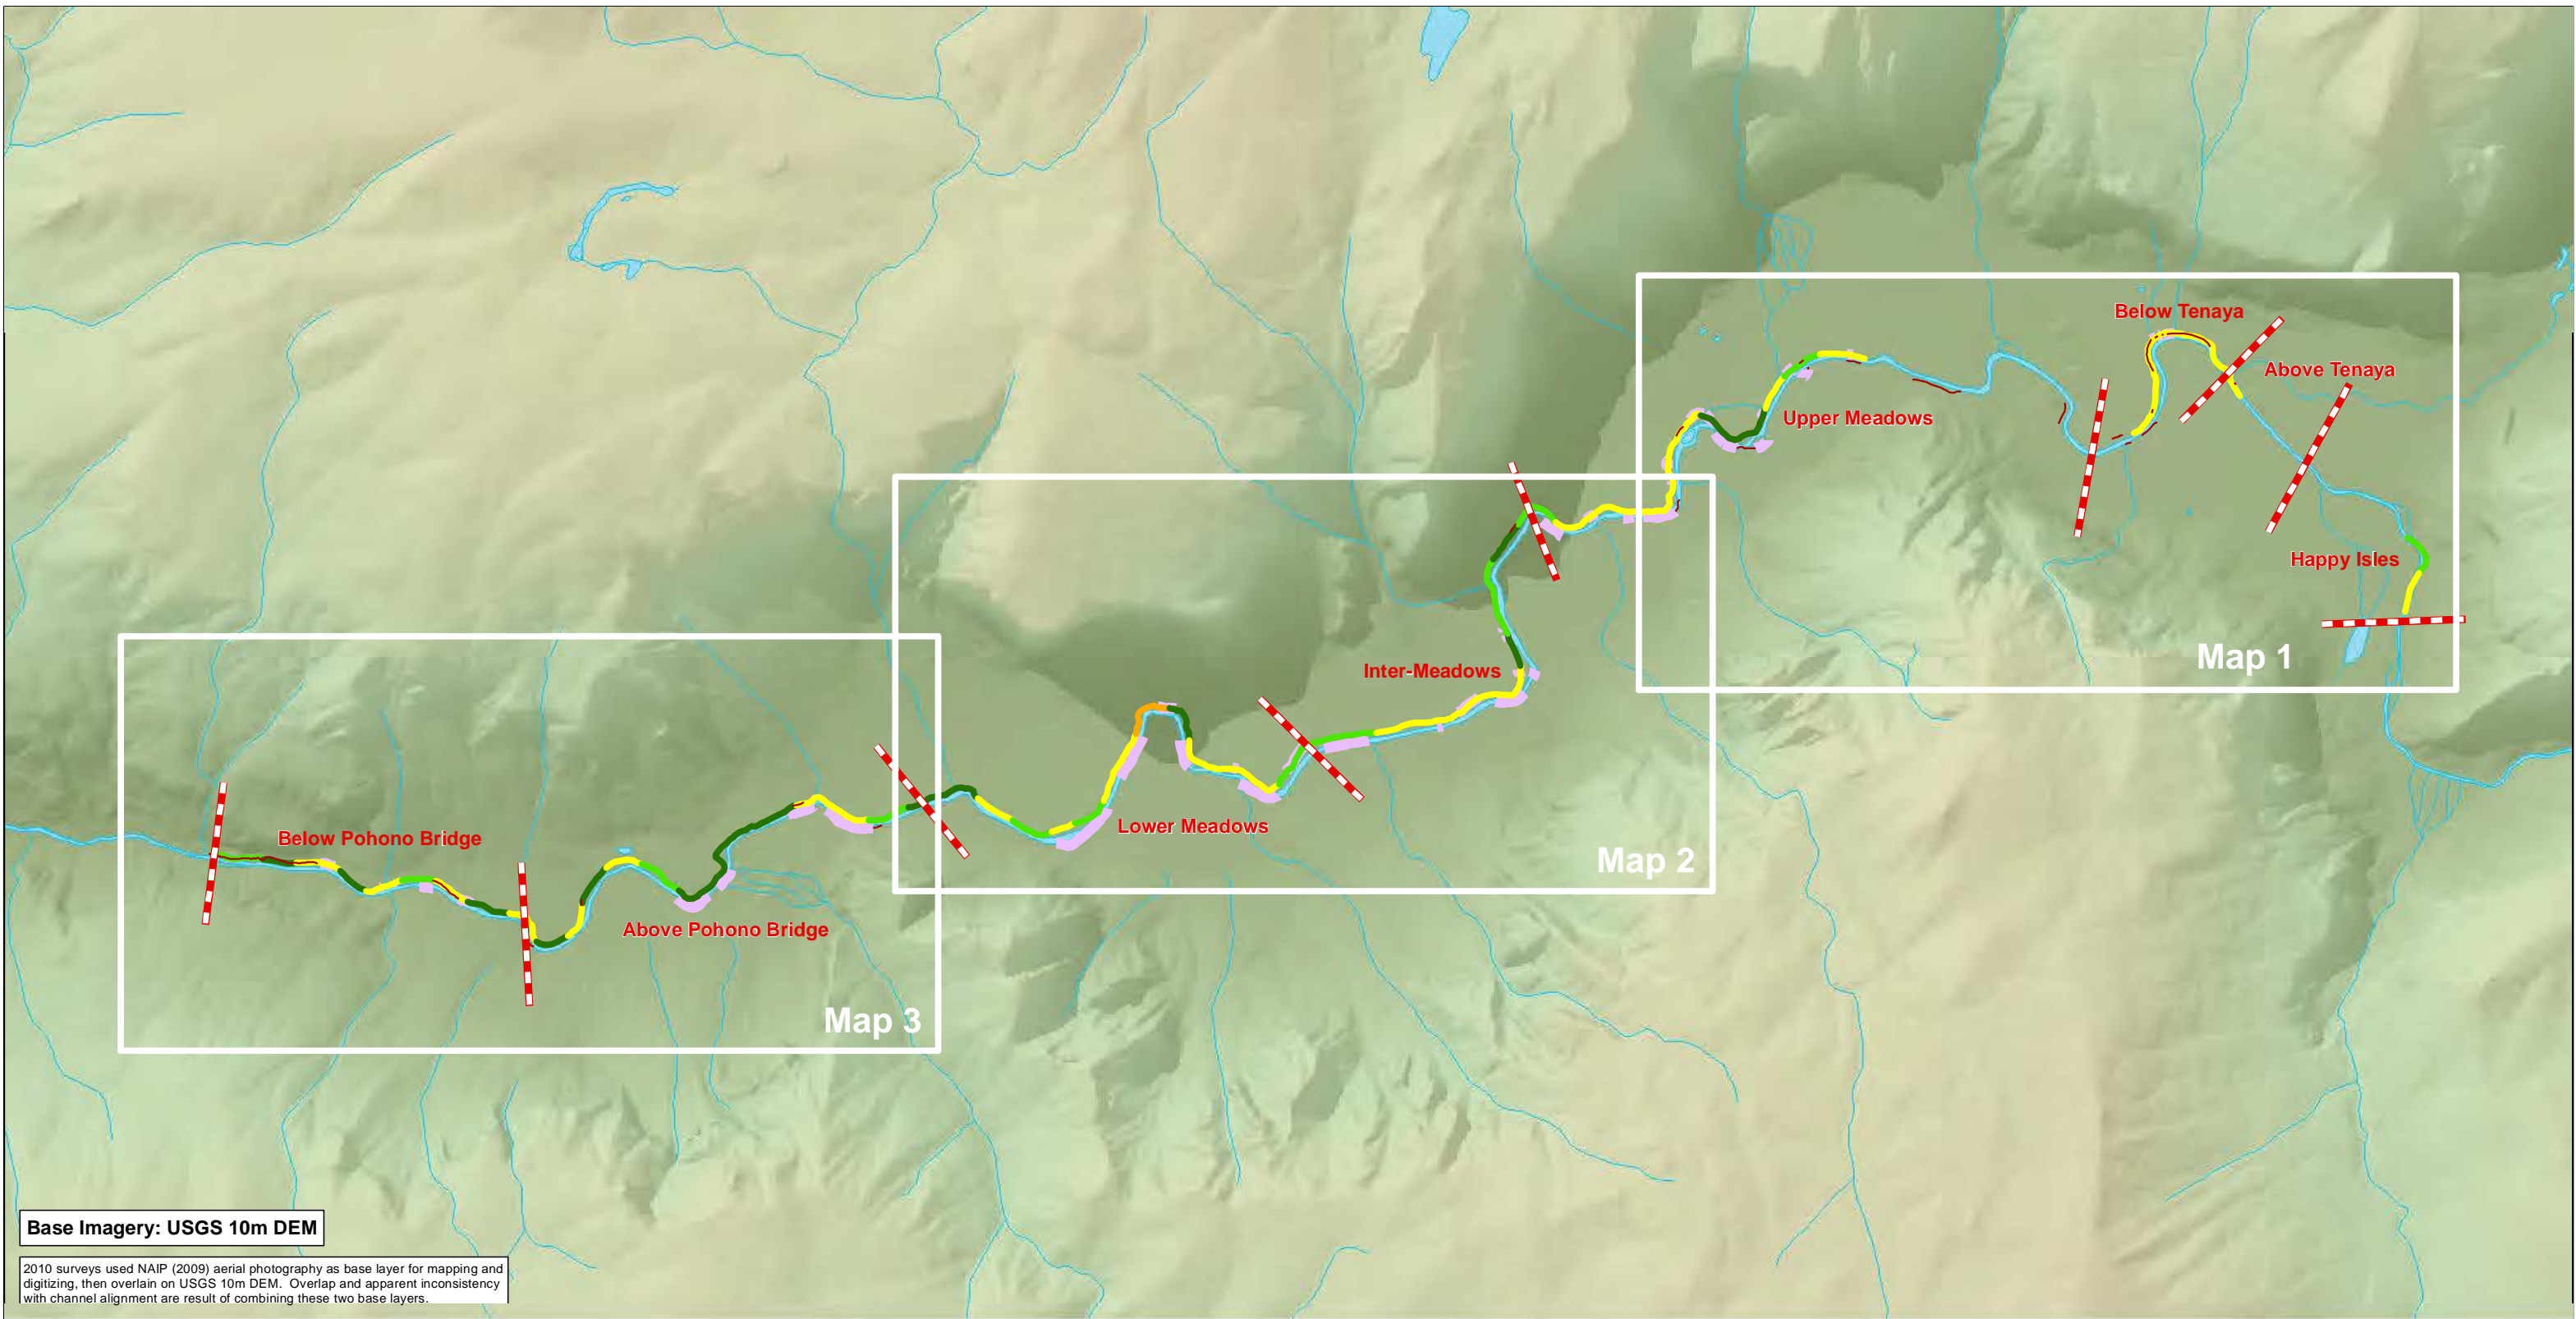 Below Tenaya
Above Tenaya
Upper Meadows
Happy Isles
Map 1
Inter-Meadows
Lower Meadows
Map 2
Below Pohono Bridge
Above Pohono Bridge
Map 3
Base Imagery: USGS 10m DEM
2010 surveys used NAIP (2009) aerial photography as base layer for mapping and
digitizing, then overlain on USGS 10m DEM. Overlap and apparent inconsistency
with channel alignment are result of combining these two base layers.